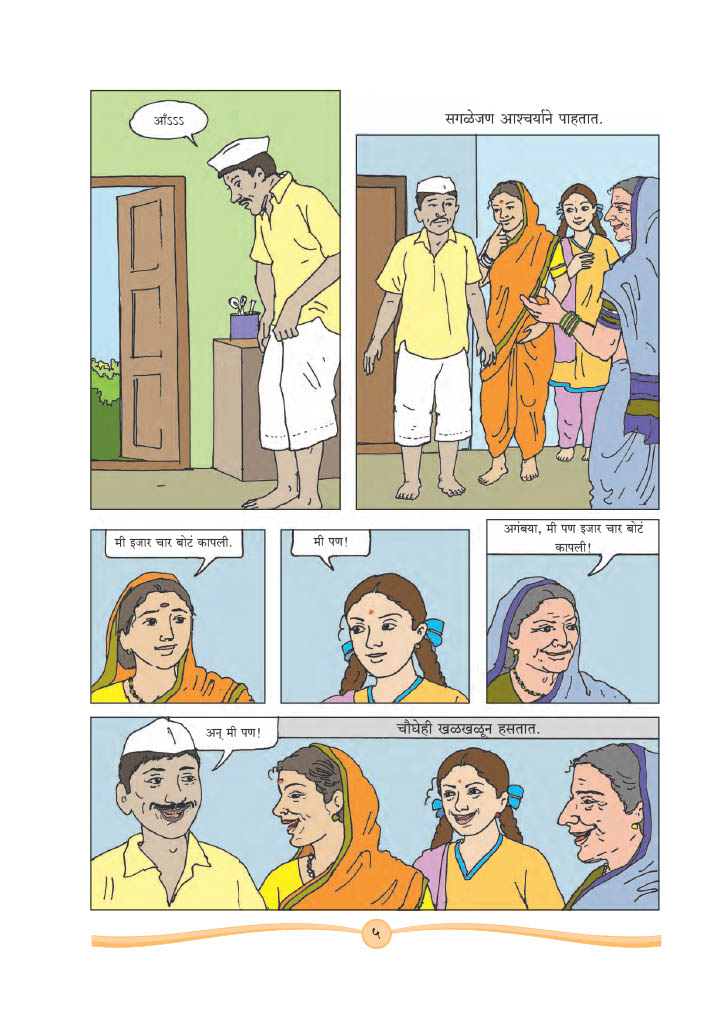 आँऽऽऽ
सगळेजण आश्चर्याने पाहतात.
मी इजार चार बोटं कापली.
मी पण!
अगंबया, मी पण इजार चार बोटं
कापली!
अन् मी पण!
चौघेही खळखळून हसतात.
५